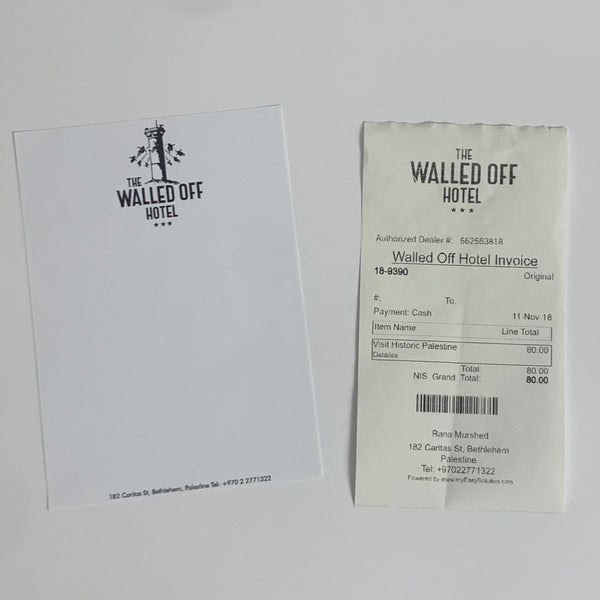 THE
WALLED OFF
HOTEL
182 Caritas St, Bethlehem, Palestine Tel: +970 2 2771322
THE
WALLED OFF
HOTEL
Authorized Dealer #: 562553818
Walled Off Hotel Invoice
18-9390
Original
#: To.
Payment: Cash 11 Nov 18
Item Name Line Total
Visit Historic Palestine 80.00
Detailes
Total: 80.00
NIS Grand Total: 80.00
Rana Murshed
182 Caritas St, Bethlehem
Palestine
Tel: +97022771322
Powered by www.myEasySolution.com